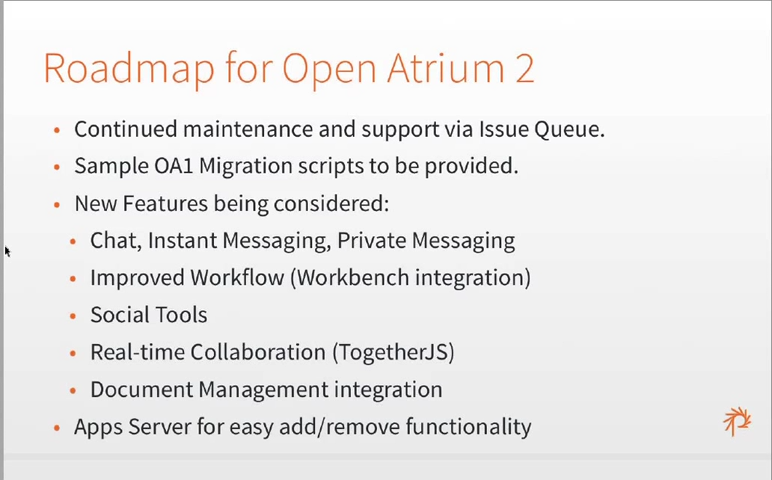 Roadmap for Open Atrium 2
• Continued maintenance and support via Issue Queue.
• Sample OA1 Migration scripts to be provided.
• New Features being considered:
• Chat, Instant Messaging, Private Messaging
• Improved Workflow (Workbench integration)
• Social Tools
• Real-time Collaboration (TogetherJS)
• Document Management integration
• Apps Server for easy add/remove functionality